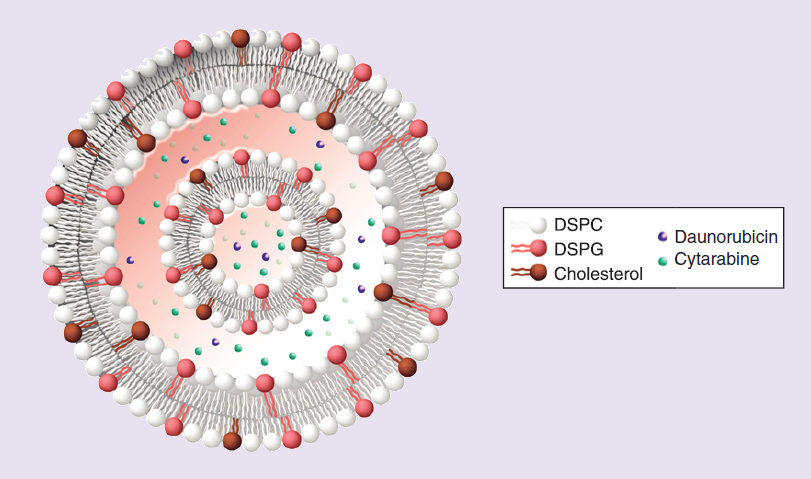 DSPC
DSPG
Cholesterol
Daunorubicin
Cytarabine